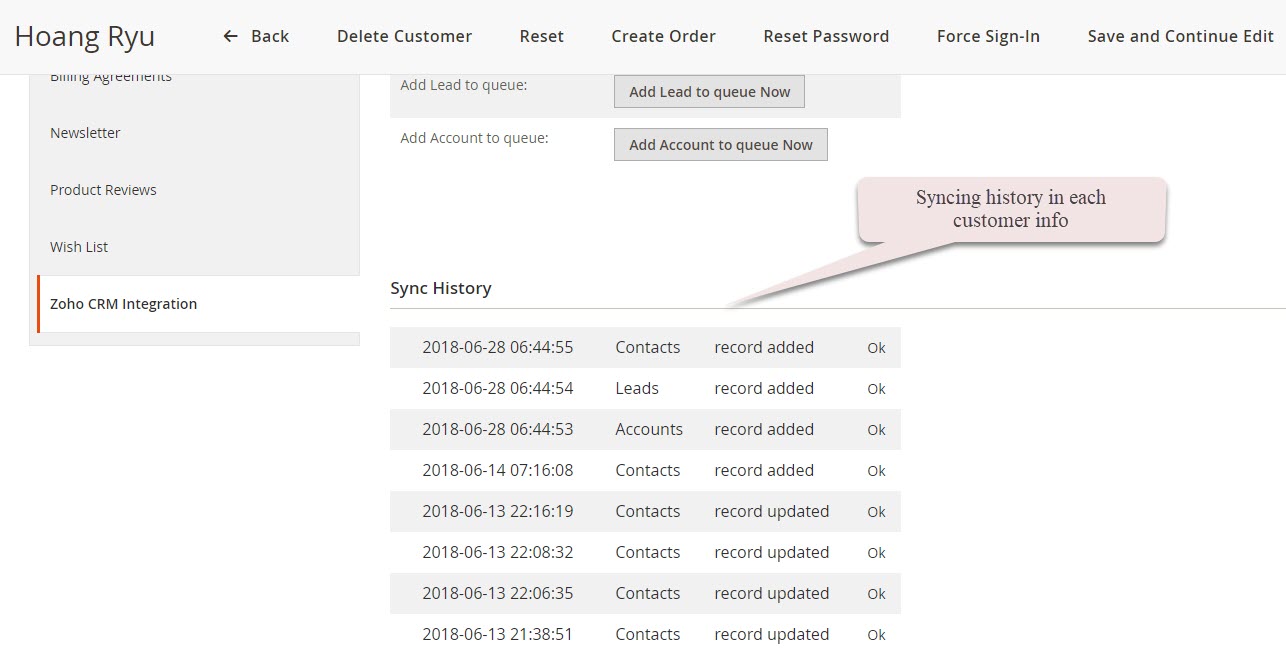 Hoang Ryu
← Back
Delete Customer
Reset
Create Order
Reset Password
Force Sign-In
Save and Continue Edit
Billing Agreements
Newsletter
Product Reviews
Wish List
Zoho CRM Integration
Add Lead to queue: Add Lead to queue Now
Add Account to queue: Add Account to queue Now
Syncing history in each
customer info
Sync History
2018-06-28 06:44:55 Contacts record added Ok
2018-06-28 06:44:54 Leads record added Ok
2018-06-28 06:44:53 Accounts record added Ok
2018-06-14 07:16:08 Contacts record added Ok
2018-06-13 22:16:19 Contacts record updated Ok
2018-06-13 22:08:32 Contacts record updated Ok
2018-06-13 22:06:35 Contacts record updated Ok
2018-06-13 21:38:51 Contacts record updated Ok